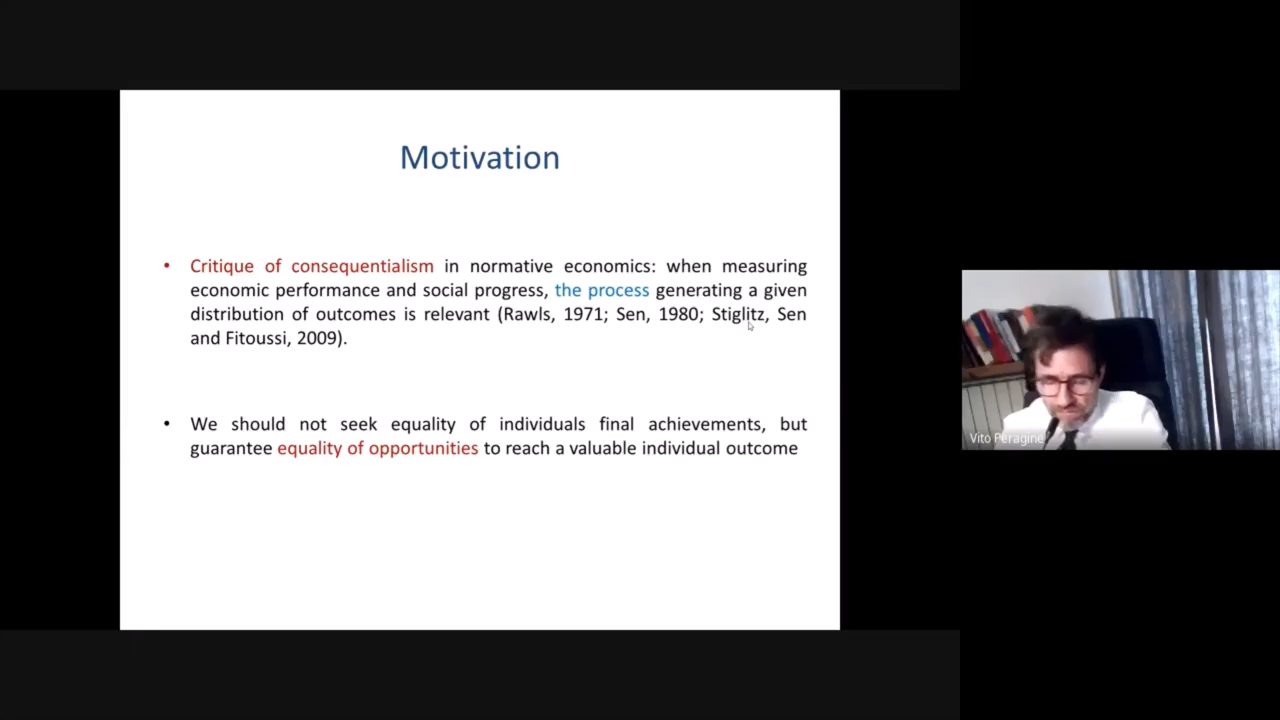 Motivation
• Critique of consequentialism in normative economics: when measuring
economic performance and social progress, the process generating a given
distribution of outcomes is relevant (Rawls, 1971; Sen, 1980; Stiglitz, Sen
and Fitoussi, 2009).
• We should not seek equality of individuals final achievements, but
guarantee equality of opportunities to reach a valuable individual outcome
Vito Peragine